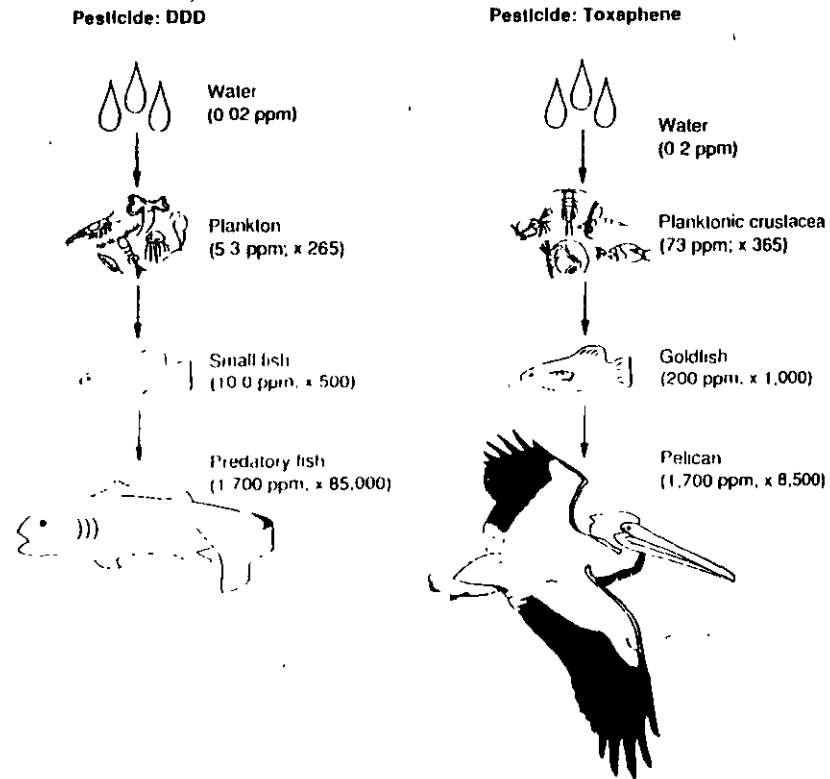 Pesticide: DDD
Water
(0 02 ppm)
Plankton
(5 3 ppm; x 265)
Small fish
(10 0 ppm, x 500)
Predatory fish
(1 700 ppm, x 85,000)
Pesticide: Toxaphene
Water
(0 2 ppm)
Planktonic crustacea
(73 ppm; x 365)
Goldfish
(200 ppm, x 1,000)
Pelican
(1,700 ppm, x 8,500)